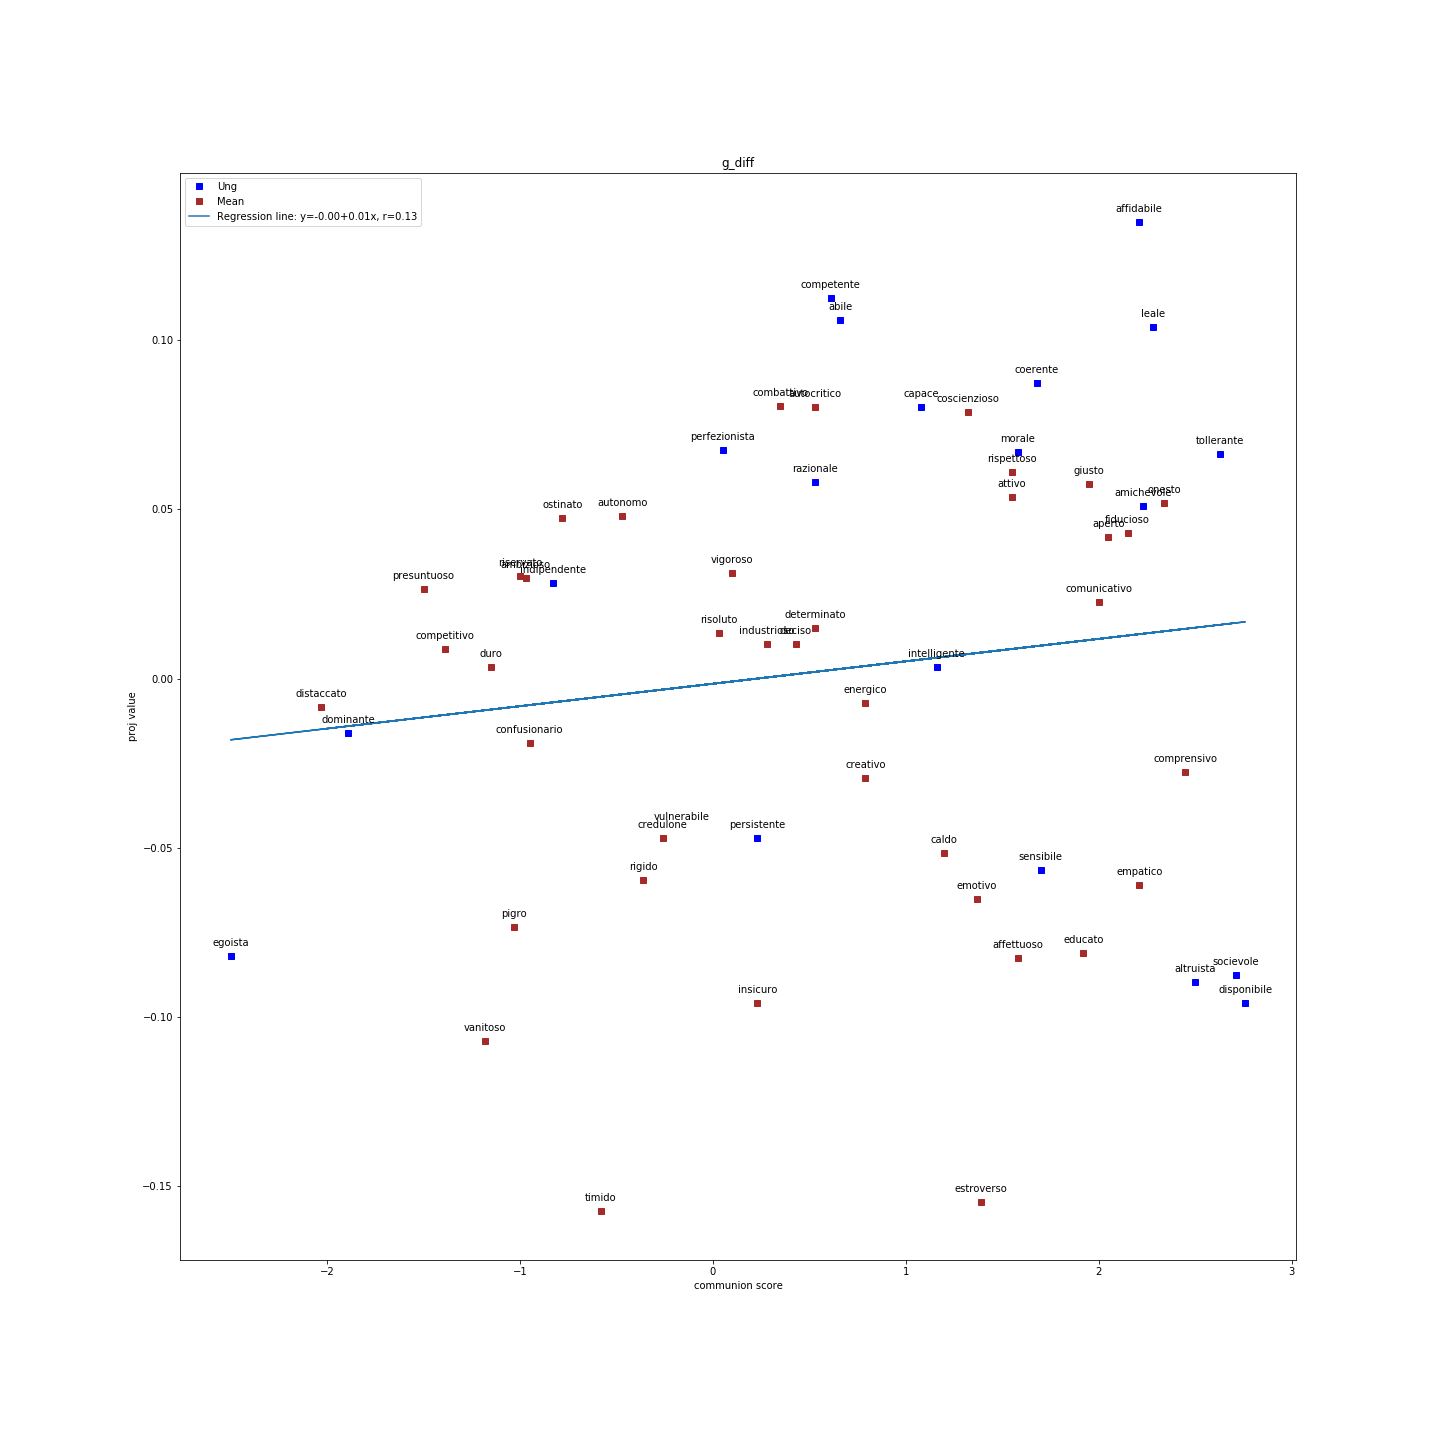 g_diff
Ung
Mean
Regression line: y=-0.00+0.01x, r=0.13
affidabile
competente
abile
leale
coerente
combattivo
autocritico
capace
coscienzioso
perfezionista
morale
tollerante
rispettoso
razionale
giusto
attivo
amichevole
onesto
ostinato
autonomo
fiducioso
aperto
riservato
ambizioso
indipendente
vigoroso
presuntuoso
comunicativo
risoluto
determinato
industrioso
deciso
competitivo
duro
intelligente
distaccato
energico
dominante
confusionario
creativo
comprensivo
vulnerabile
credulone
persistente
caldo
sensibile
rigido
empatico
emotivo
pigro
egoista
affettuoso
educato
socievole
altruista
disponibile
insicuro
vanitoso
timido
estroverso
0.10
0.05
0.00
−0.05
−0.10
−0.15
proj value
−2
−1
0
1
2
3
communion score